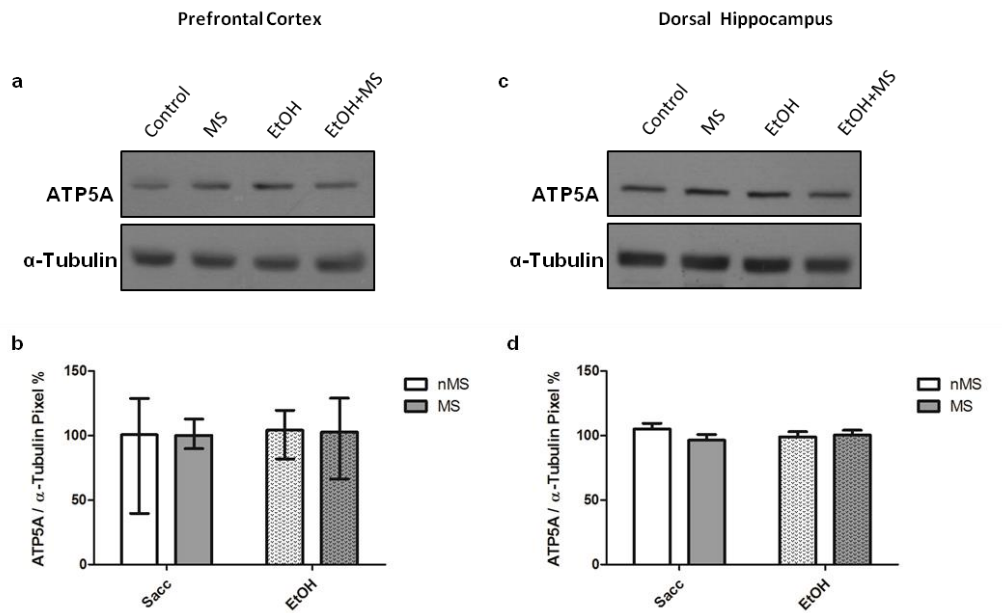 Prefrontal Cortex
Dorsal Hippocampus
a
Control MS EtOH EtOH+MS
ATP5A
α-Tubulin
c
Control MS EtOH EtOH+MS
ATP5A
α-Tubulin
b
ATP5A / α-Tubulin Pixel %
150
100
50
0
Sacc EtOH
nMS
MS
d
ATP5A / α-Tubulin Pixel %
150
100
50
0
Sacc EtOH
nMS
MS